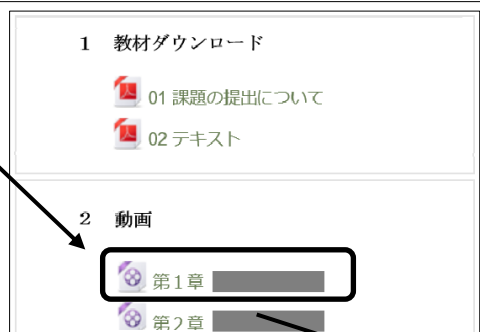 1 教材ダウンロード
01 課題の提出について
02 テキスト
2 動画
第1章
第2章